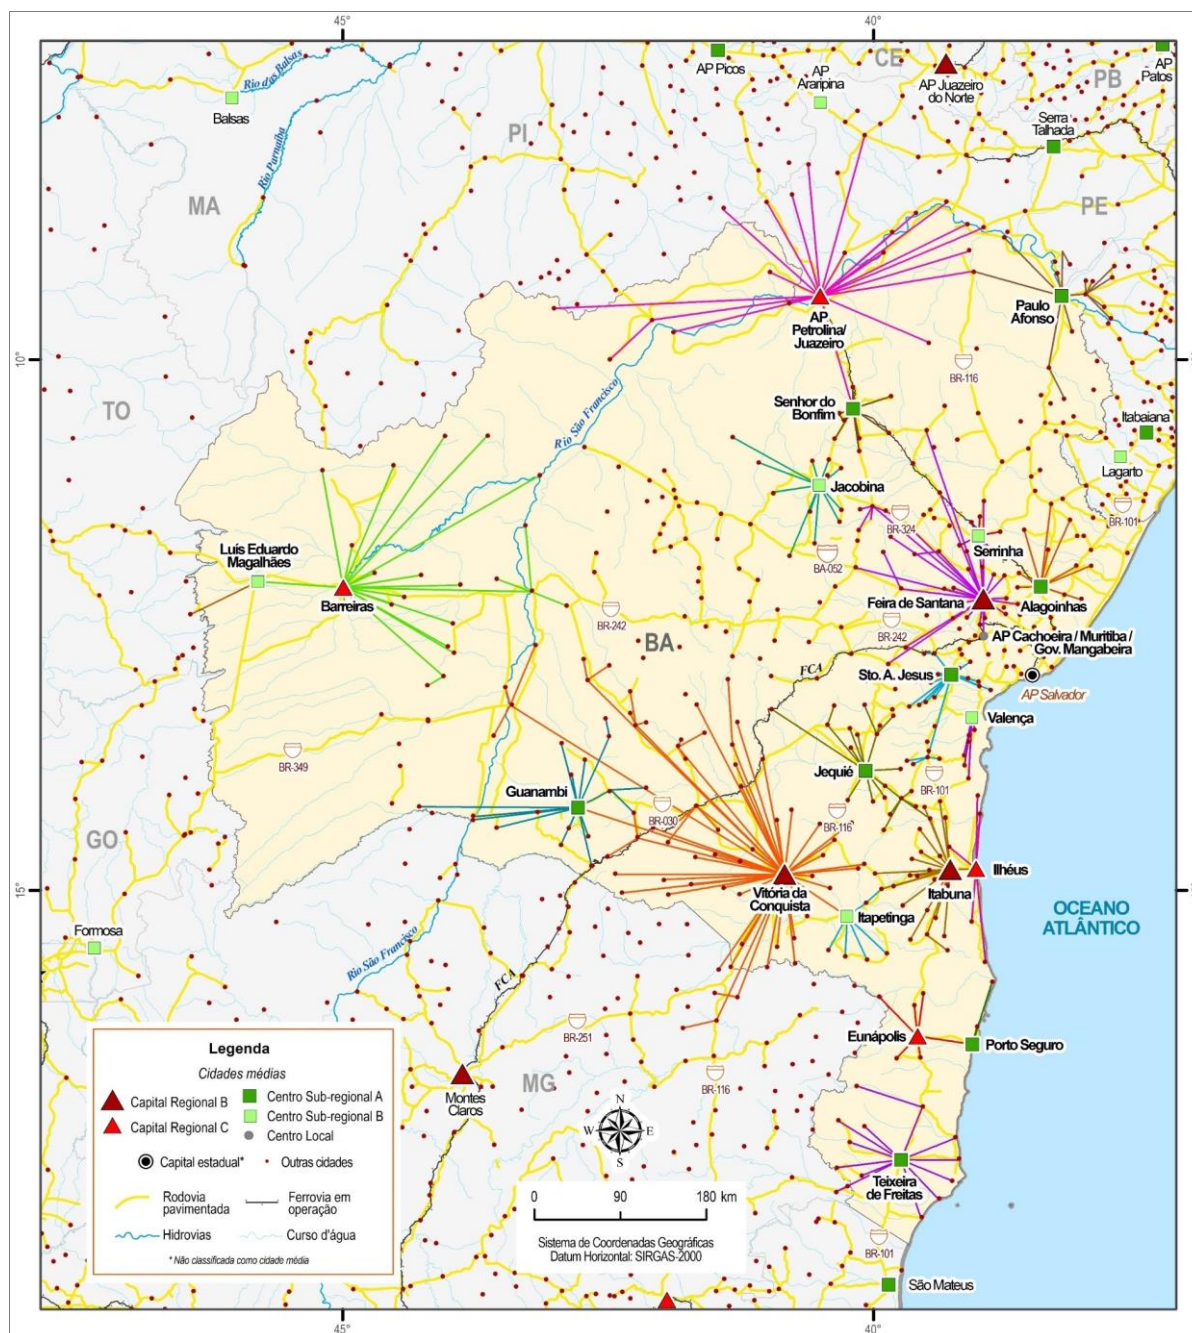 45°
40°
Rio das Balsas
Balsas
AP Picos
AP
Araripina
CE
AP Juazeiro
do Norte
AP
Patos
PB
Serra
Talhada
PI
Rio Parnaíba
MA
PE
AP
Petrolina/
Juazeiro
Paulo
Afonso
10°
BR-116
TO
Rio São Francisco
Senhor do
Bonfim
Itabaiana
Lagarto
Jacobina
BR-324
BR-101
Serrinha
BA-052
Luís Eduardo
Magalhães
Barreiras
Feira de Santana
Alagoinhas
BR-242
BR-242
BA
AP Cachoeira / Muritiba /
Gov. Mangabeira
FCA
Sto. A. Jesus
AP Salvador
Valença
BR-349
Jequié
BR-101
Guanambi
BR-030
BR-116
GO
Vitória da
Conquista
Itabuna
Ilhéus
15°
Itapetinga
OCEANO
ATLÂNTICO
Formosa
Rio São Francisco
FCA
BR-251
Eunápolis
Porto Seguro
Legenda
Cidades médias
Capital Regional B
Centro Sub-regional A
Capital Regional C
Centro Sub-regional B
Centro Local
Capital estadual*
Outras cidades
Rodovia
pavimentada
Ferrovia em
operação
Hidrovias
Curso d'água
* Não classificada como cidade média
Montes
Claros
MG
BR-116
N
W
E
S
Teixeira
de Freitas
0
90
180 km
Sistema de Coordenadas Geográficas
Datum Horizontal: SIRGAS-2000
BR-101
São Mateus
45°
40°